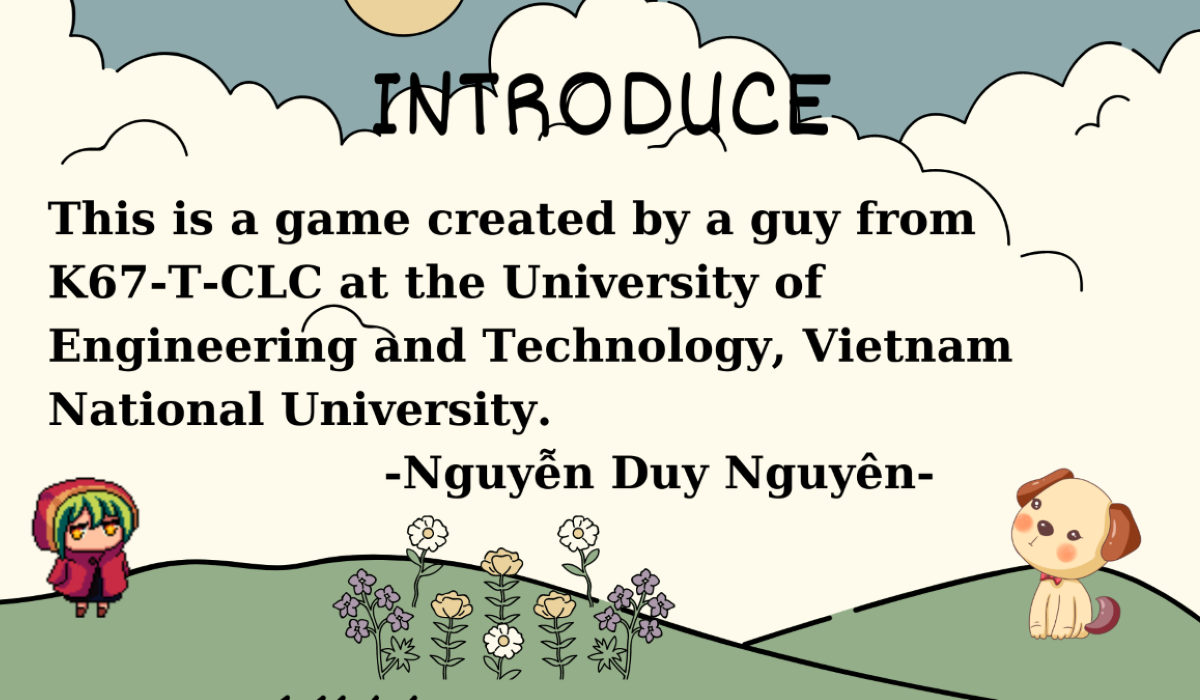 INTRODUCE
This is a game created by a guy from
K67-T-CLC at the University of
Engineering and Technology, Vietnam
National University.
-Nguyễn Duy Nguyên-